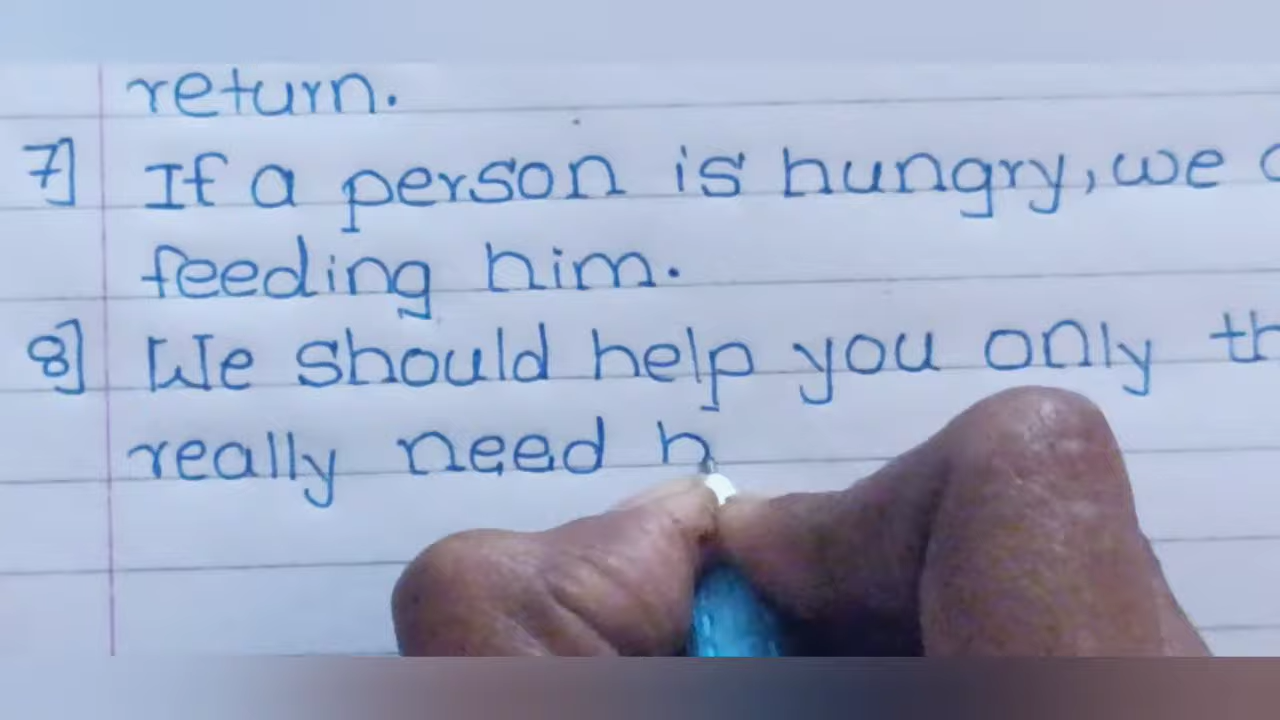 return.
7] If a person is hungry, we
feeding him.
8] We should help you only th
really need h